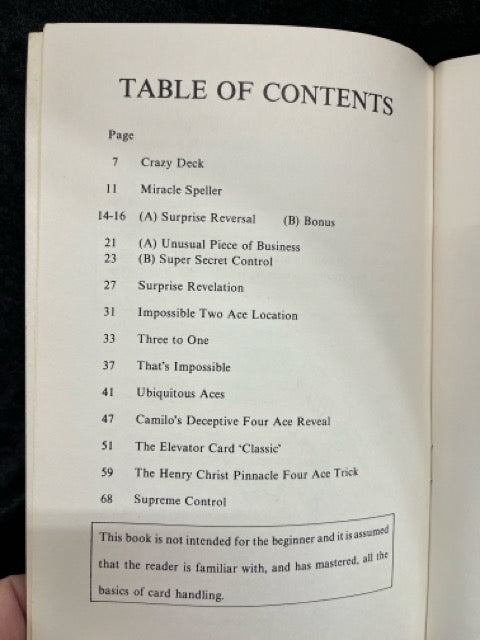 TABLE OF CONTENTS
Page
7 Crazy Deck
11 Miracle Speller
14-16 (A) Surprise Reversal (B) Bonus
21 (A) Unusual Piece of Business
23 (B) Super Secret Control
27 Surprise Revelation
31 Impossible Two Ace Location
33 Three to One
37 That's Impossible
41 Ubiquitous Aces
47 Camilo's Deceptive Four Ace Reveal
51 The Elevator Card 'Classic'
59 The Henry Christ Pinnacle Four Ace Trick
68 Supreme Control
This book is not intended for the beginner and it is assumed
that the reader is familiar with, and has mastered, all the
basics of card handling.